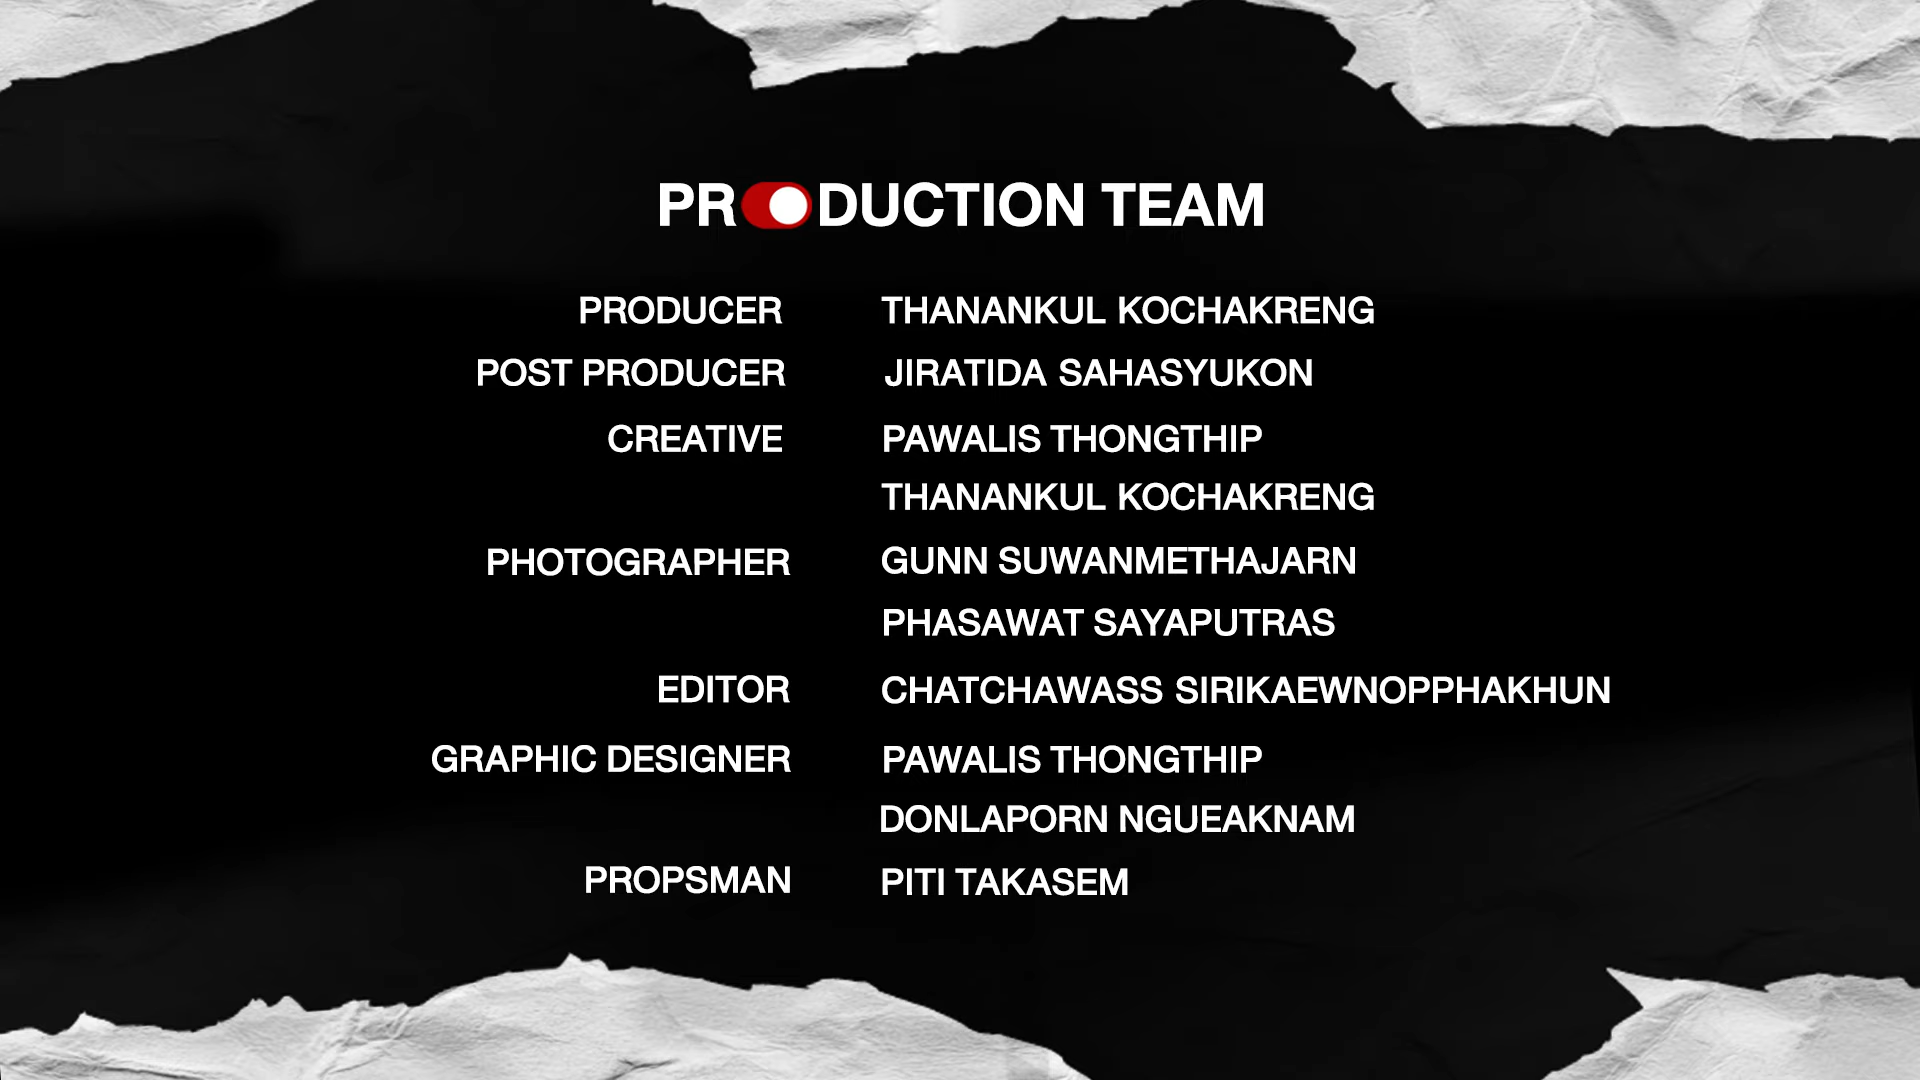 PRODUCTION TEAM
PRODUCER THANANKUL KOCHAKRENG
POST PRODUCER JIRATIDA SAHASYUKON
CREATIVE PAWALIS THONGTHIP
THANANKUL KOCHAKRENG
PHOTOGRAPHER GUNN SUWANMETHAJARN
PHASAWAT SAYAPUTRAS
EDITOR CHATCHAWASS SIRIKAEWNOPPHAKHUN
GRAPHIC DESIGNER PAWALIS THONGTHIP
DONLAPORN NGUEAKNAM
PROPSMAN PITI TAKASEM